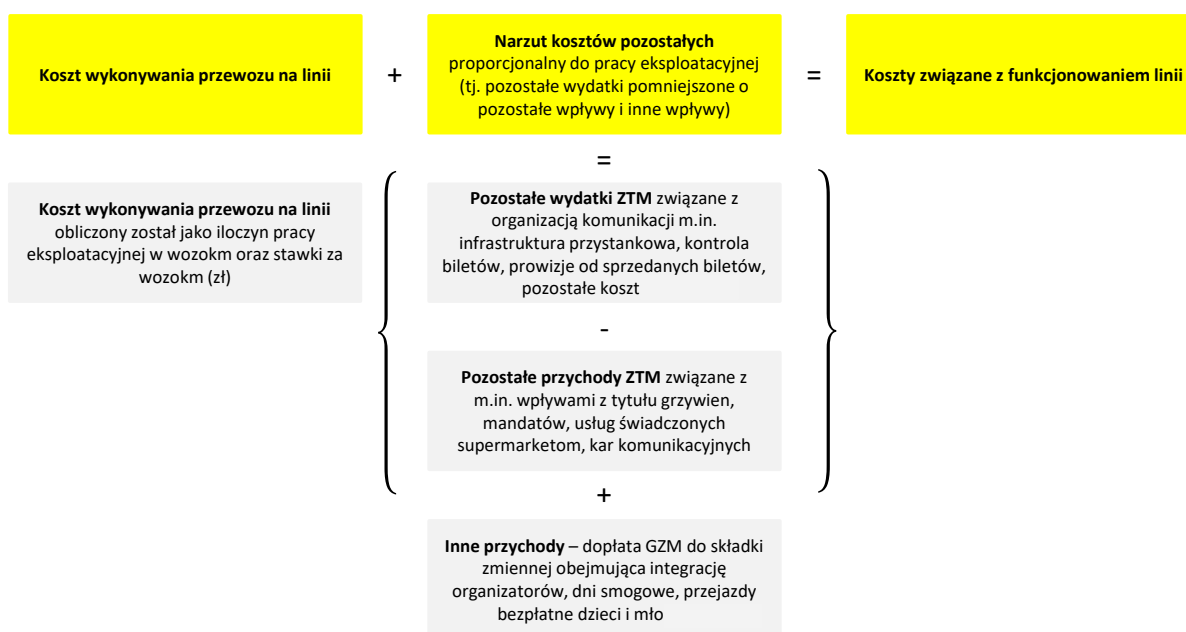 Koszt wykonywania przewozu na linii
+
Narzut kosztów pozostałych
proporcjonalny do pracy eksploatacyjnej
(tj. pozostałe wydatki pomniejszone o
pozostałe wpływy i inne wpływy)
=
Koszty związane z funkcjonowaniem linii
=
Koszt wykonywania przewozu na linii
obliczony został jako iloczyn pracy
eksploatacyjnej w wozokm oraz stawki za
wozokm (zł)
Pozostałe wydatki ZTM związane z
organizacją komunikacji m.in.
infrastruktura przystankowa, kontrola
biletów, prowizje od sprzedanych biletów,
pozostałe koszt
-
Pozostałe przychody ZTM związane z
m.in. wpływami z tytułu grzywien,
mandatów, usług świadczonych
supermarketom, kar komunikacyjnych
+
Inne przychody – dopłata GZM do składki
zmiennej obejmująca integrację
organizatorów, dni smogowe, przejazdy
bezpłatne dzieci i mło